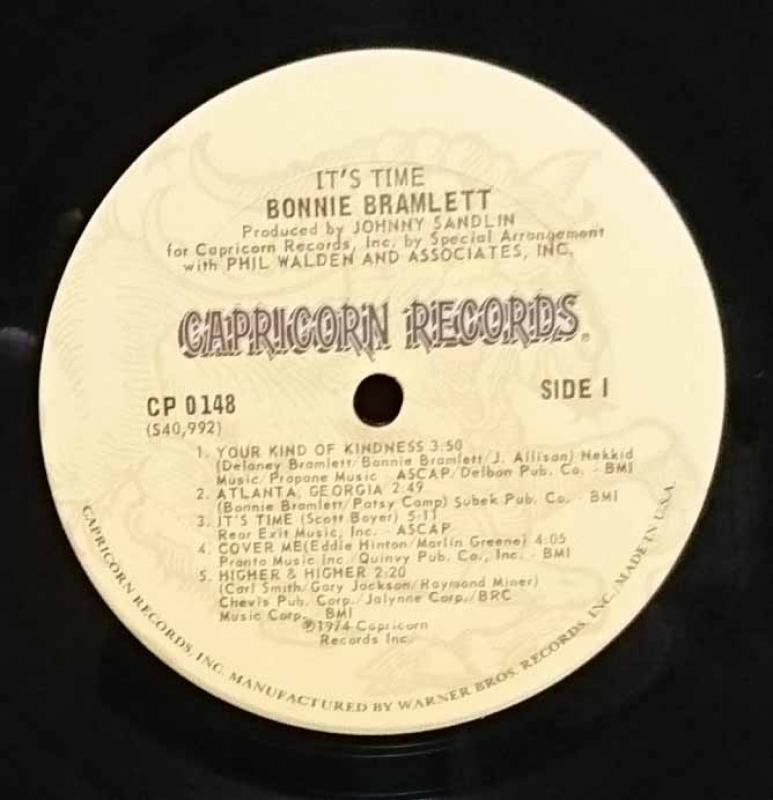 IT'S TIME
BONNIE BRAMLETT
Produced by JOHNNY SANDLIN
for Capricorn Records, Inc. by Special Arrangement
with PHIL WALDEN AND ASSOCIATES, INC.
CAPRICORN RECORDS®
CP 0148
SIDE I
(S40,992)
1. YOUR KIND OF KINDNESS 3:50
(Delaney Bramlett/Bonnie Bramlett/J. Allison) Nekkid
Music/Propane Music ASCAP/Delbon Pub. Co. - BMI
2. ATLANTA, GEORGIA 2:49
(Bonnie Bramlett/Patsy Camp) Subek Pub. Co. - BMI
3. IT'S TIME (Scott Boyer) 5:11
Rear Exit Music, Inc. - ASCAP
4. COVER ME(Eddie Hinton/Marlin Greene) 4:05
Pronto Music Inc/Quinvy Pub. Co., Inc. - BMI
5. HIGHER & HIGHER 2:20
(Carl Smith/Gary Jackson/Raymond Miner)
Chevis Pub. Corp./Jalynne Corp./BRC
Music Corp. BMI
℗1974 Capricorn
Records Inc.
CAPRICORN RECORDS, INC. MANUFACTURED BY WARNER BROS. RECORDS, INC. MADE IN U.S.A.